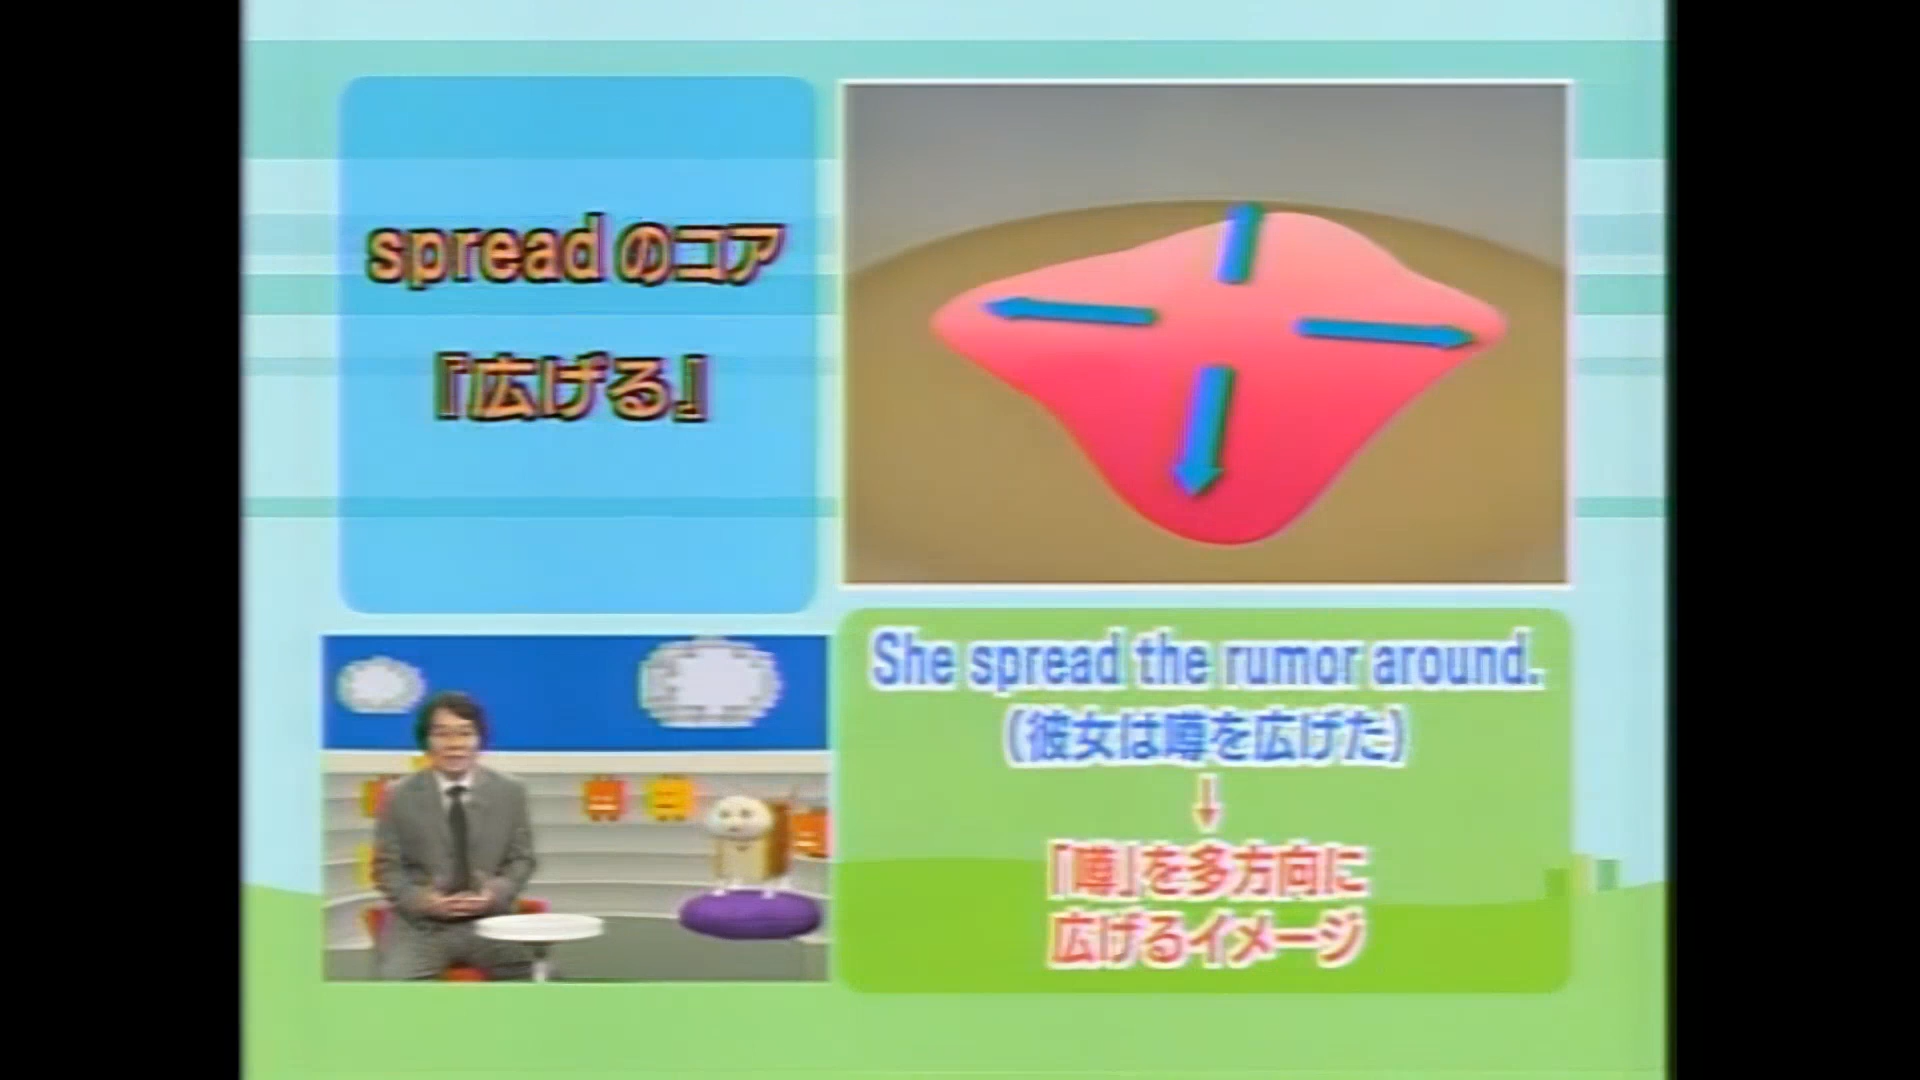 spreadのコア
『広げる』
She spread the rumor around.
（彼女は噂を広げた）
↓
「噂」を多方向に
広げるイメージ